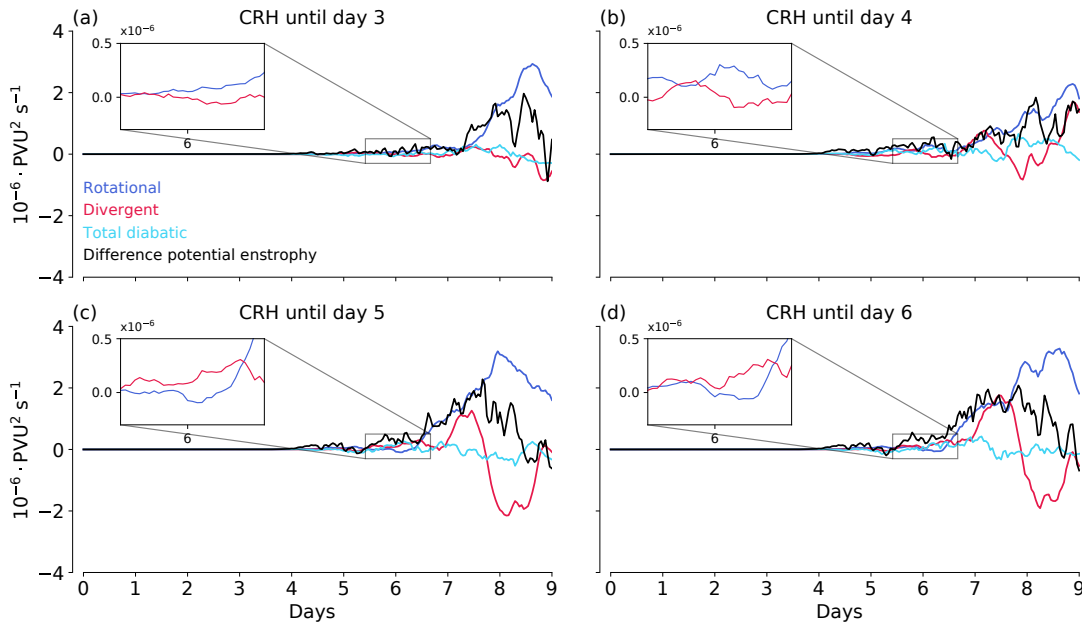 (a) CRH until day 3
(b) CRH until day 4
4
2
0
−2
−4
10⁻⁶ · PVU² s⁻¹
x10⁻⁶
0.5
0.0
6
x10⁻⁶
0.5
0.0
6
Rotational
Divergent
Total diabatic
Difference potential enstrophy
(c) CRH until day 5
(d) CRH until day 6
4
2
0
−2
−4
10⁻⁶ · PVU² s⁻¹
x10⁻⁶
0.5
0.0
6
x10⁻⁶
0.5
0.0
6
0 1 2 3 4 5 6 7 8 9
0 1 2 3 4 5 6 7 8 9
Days
Days